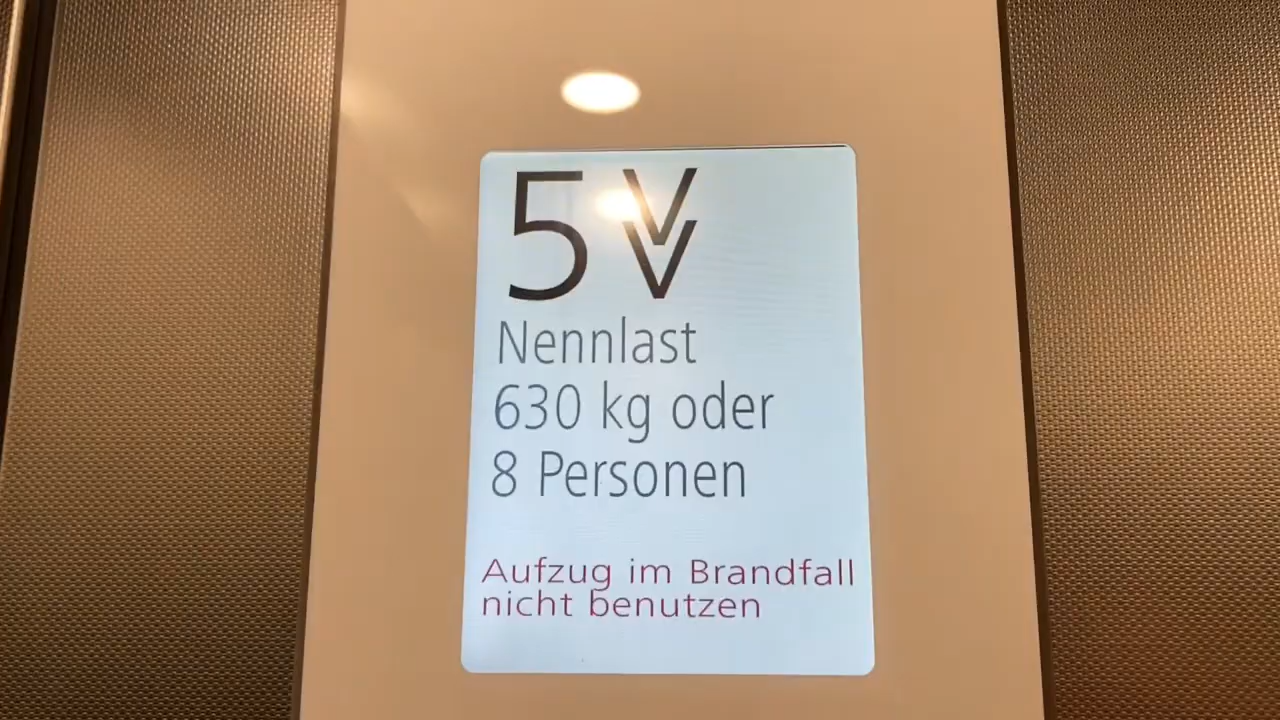 5
Nennlast
630 kg oder
8 Personen
Aufzug im Brandfall
nicht benutzen